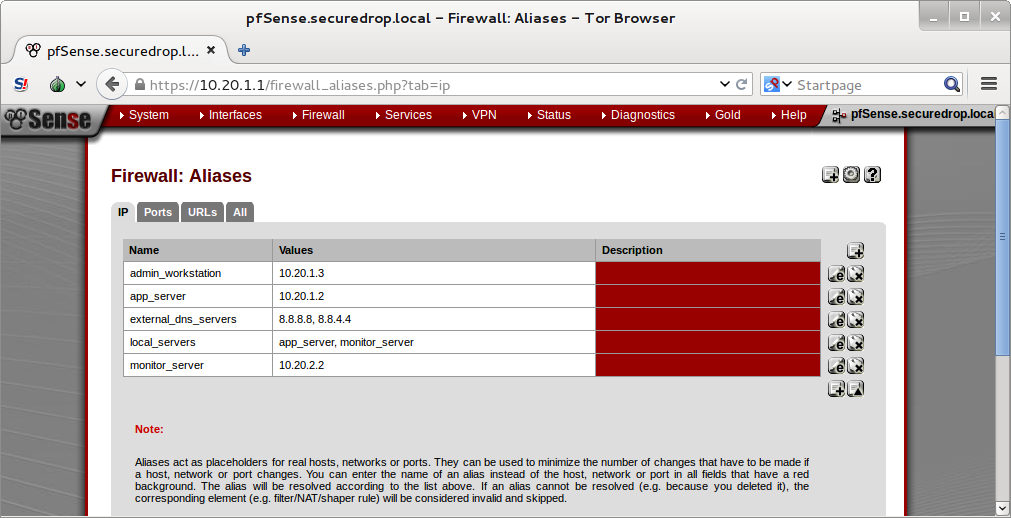 pfSense.securedrop.local – Firewall: Aliases – Tor Browser
pfSense.securedrop.l...
https://10.20.1.1/firewall_aliases.php?tab=ip
Startpage
Sense
System Interfaces Firewall Services VPN Status Diagnostics Gold Help
pfSense.securedrop.loca
Firewall: Aliases
IP Ports URLs All
Name Values Description
admin_workstation 10.20.1.3
app_server 10.20.1.2
external_dns_servers 8.8.8.8, 8.8.4.4
local_servers app_server, monitor_server
monitor_server 10.20.2.2
Note:
Aliases act as placeholders for real hosts, networks or ports. They can be used to minimize the number of changes that have to be made if
a host, network or port changes. You can enter the name of an alias instead of the host, network or port in all fields that have a red
background. The alias will be resolved according to the list above. If an alias cannot be resolved (e.g. because you deleted it), the
corresponding element (e.g. filter/NAT/shaper rule) will be considered invalid and skipped.